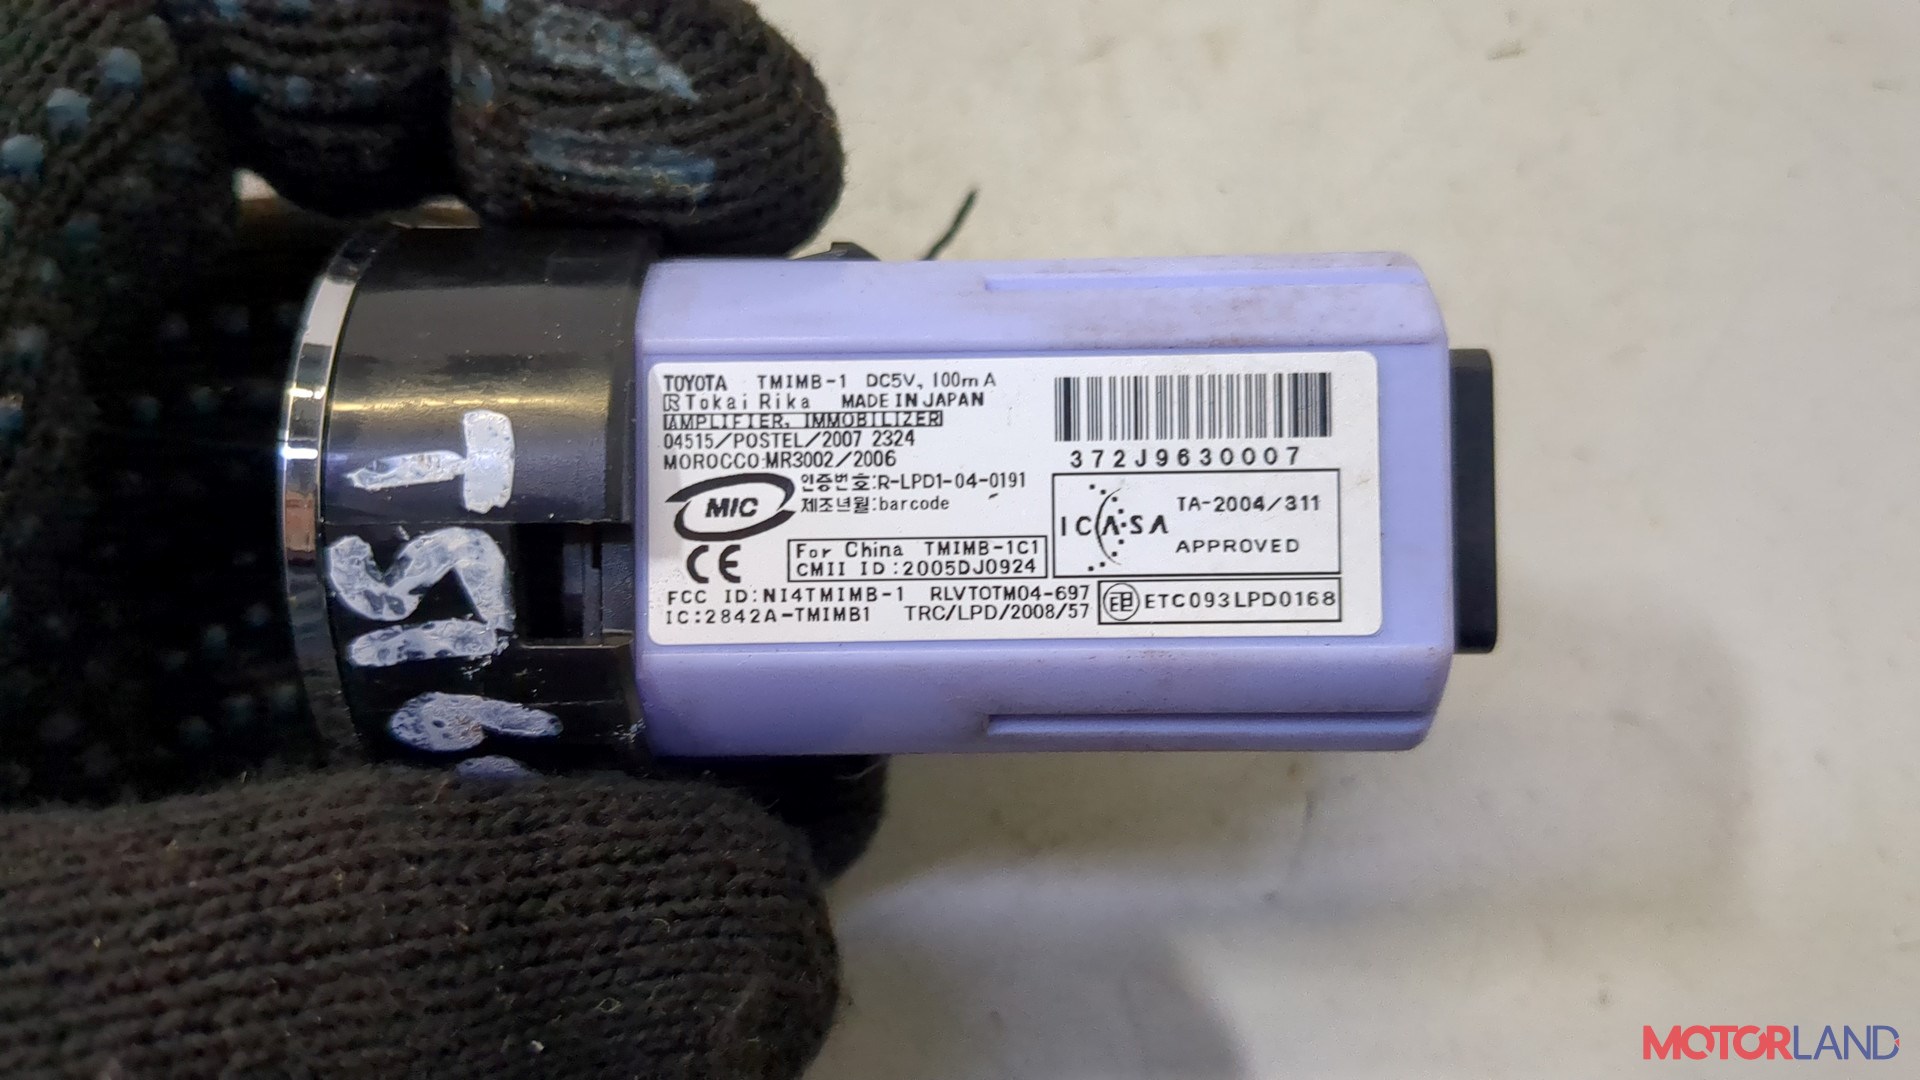 TOYOTA TMIMB-1 DC5V, 100mA
Tokai Rika MADE IN JAPAN
AMPLIFIER, IMMOBILIZER
04515/POSTEL/2007 2324
MOROCCO:MR3002/2006
MIC
인증번호:R-LPD1-04-0191
제조년월:barcode
CE
For China TMIMB-1C1
CMII ID:2005DJ0924
FCC ID:NI4TMIMB-1 RLVTOTM04-697
IC:2842A-TMIMB1 TRC/LPD/2008/57
372J9630007
ICASA
TA-2004/311
APPROVED
ETC093LPD0168
MOTORLAND